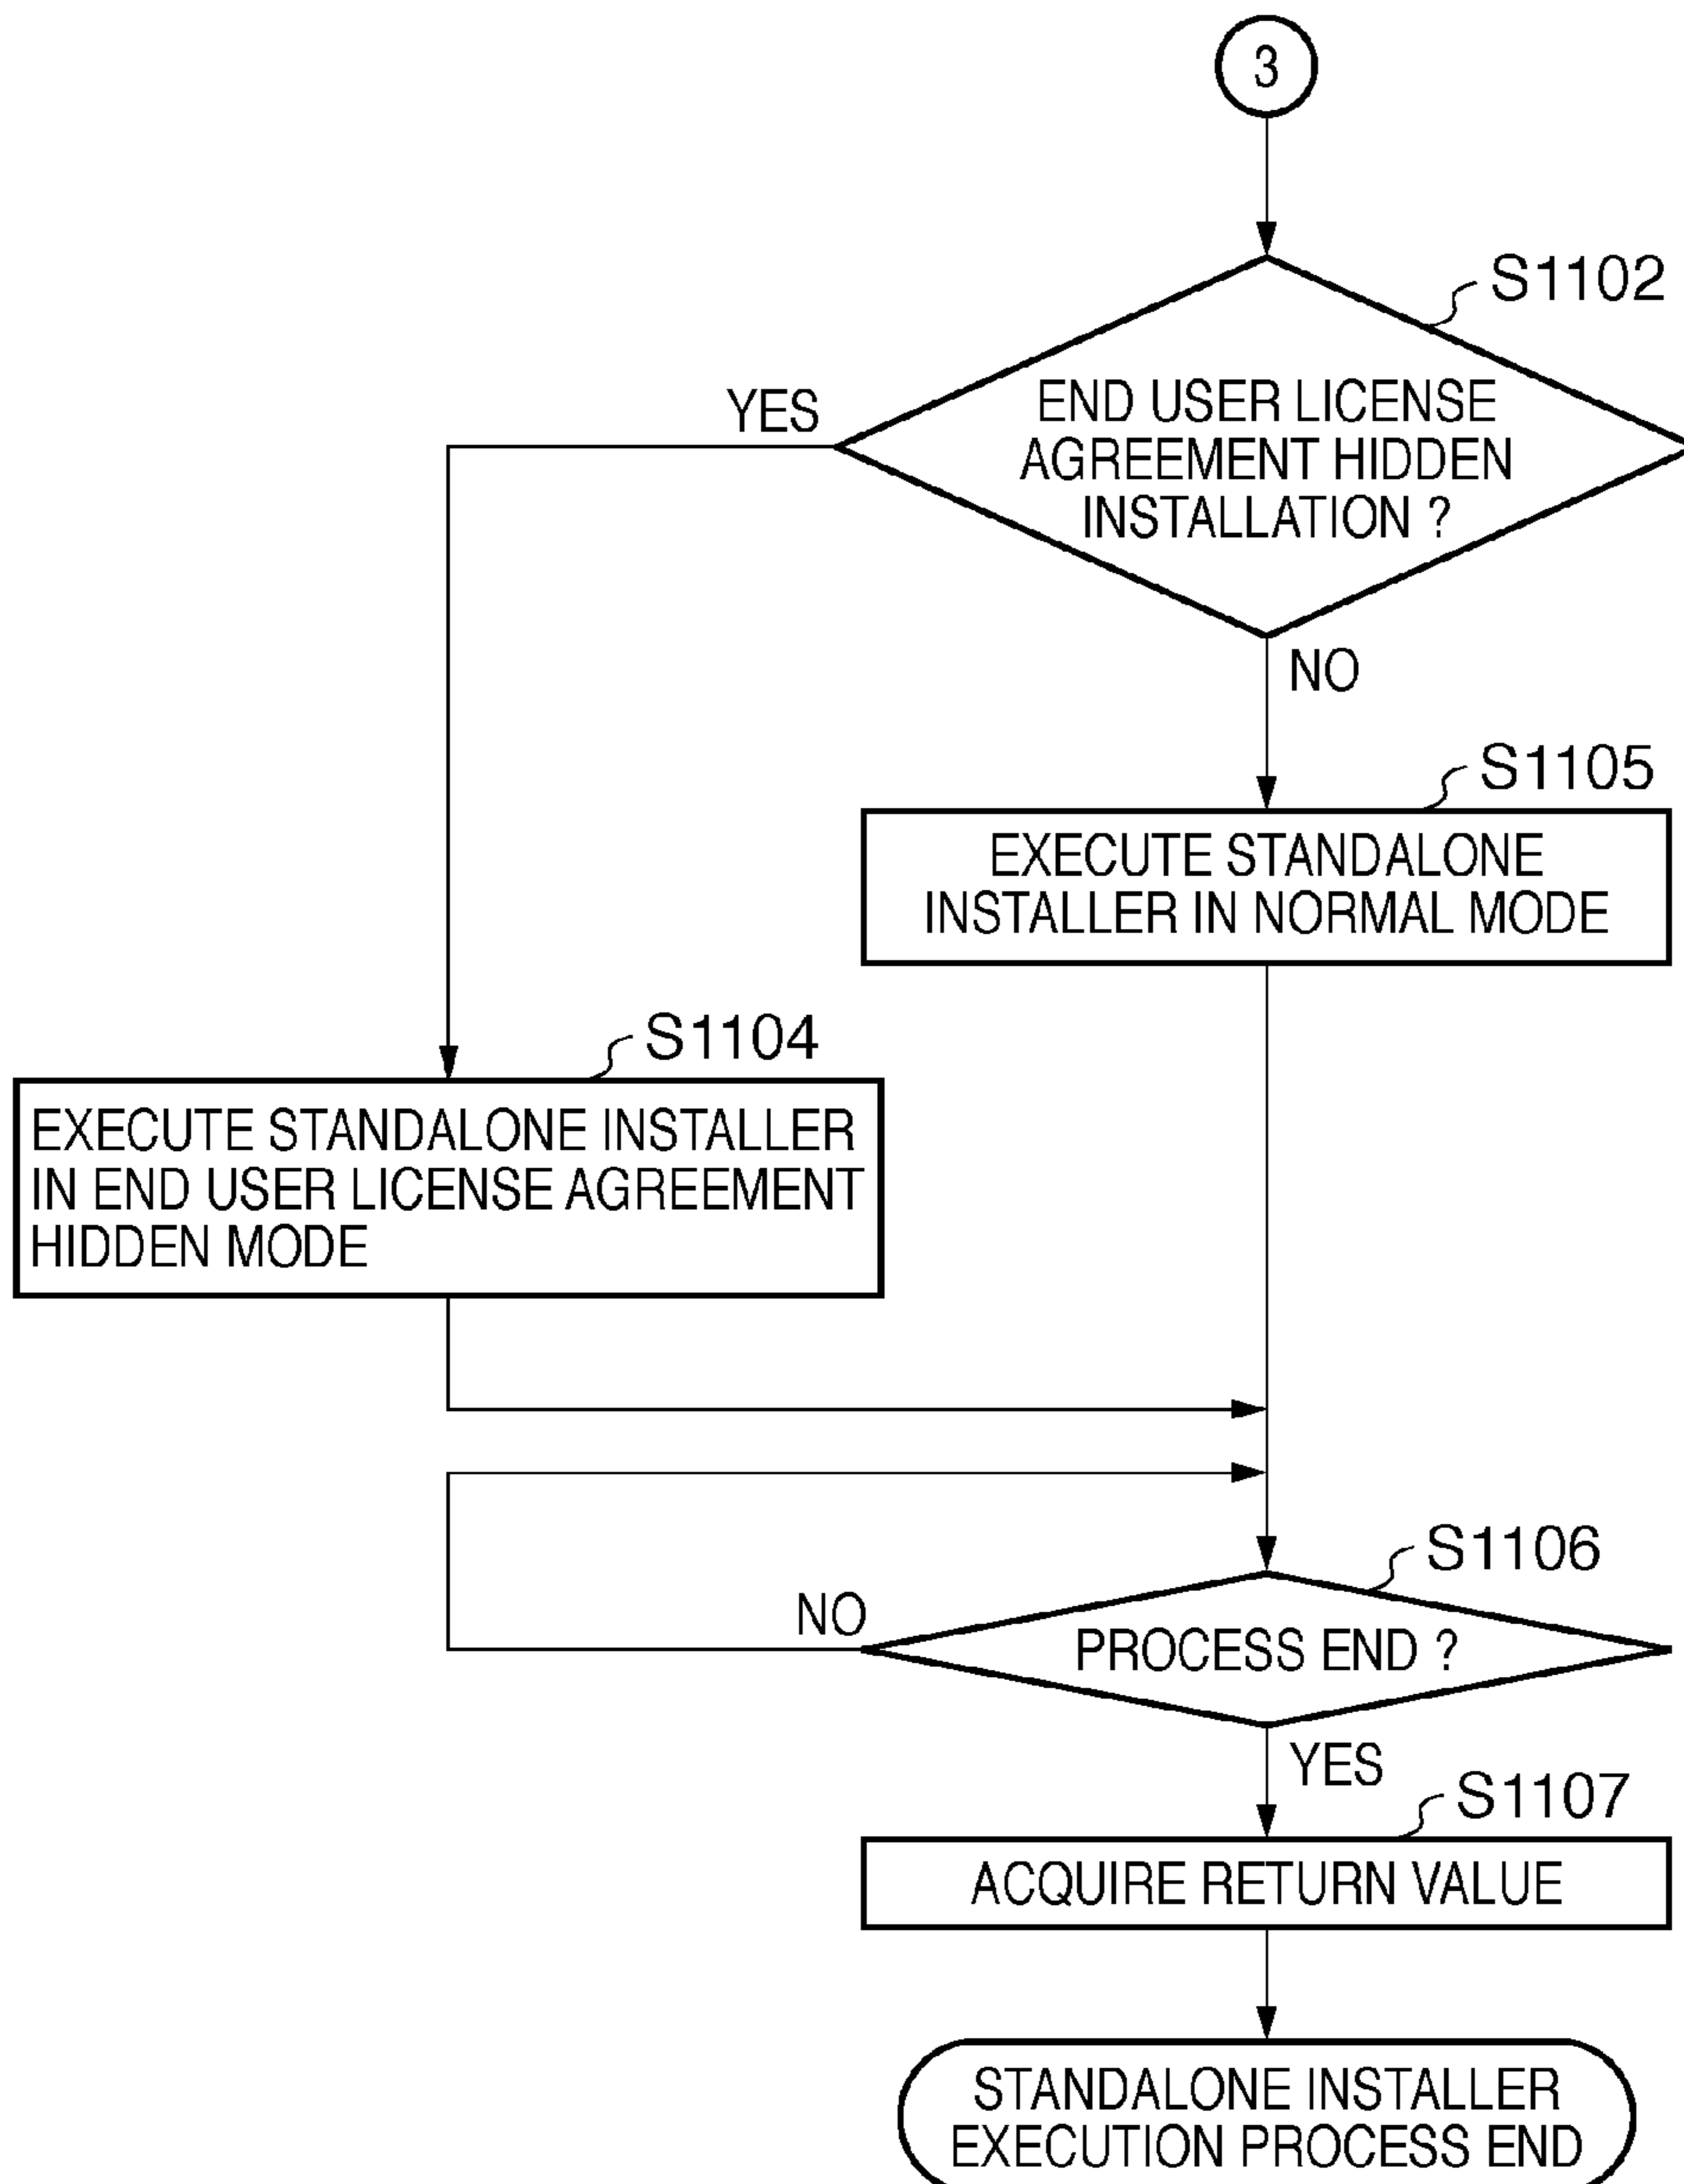 3
S1102
YES
END USER LICENSE
AGREEMENT HIDDEN
INSTALLATION ?
NO
S1105
EXECUTE STANDALONE
INSTALLER IN NORMAL MODE
S1104
EXECUTE STANDALONE INSTALLER
IN END USER LICENSE AGREEMENT
HIDDEN MODE
S1106
NO
PROCESS END ?
YES
S1107
ACQUIRE RETURN VALUE
STANDALONE INSTALLER
EXECUTION PROCESS END